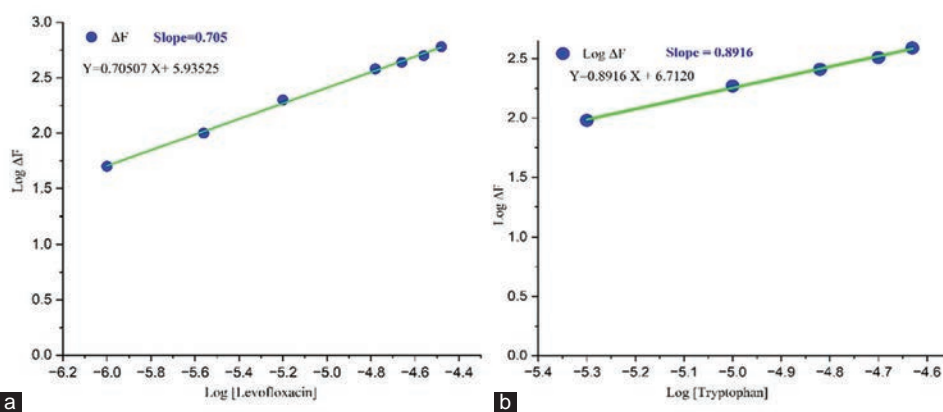 3.0
2.5
2.0
1.5
1.0
0.5
0.0
Log ΔF
ΔF Slope=0.705
Y=0.70507 X+ 5.93525
−6.2 −6.0 −5.8 −5.6 −5.4 −5.2 −5.0 −4.8 −4.6 −4.4
Log [Levofloxacin]
a
2.5
2.0
1.5
1.0
0.5
0.0
Log ΔF
Log ΔF Slope = 0.8916
Y=0.8916 X + 6.7120
−5.4 −5.3 −5.2 −5.1 −5.0 −4.9 −4.8 −4.7 −4.6
Log [Tryptophan]
b